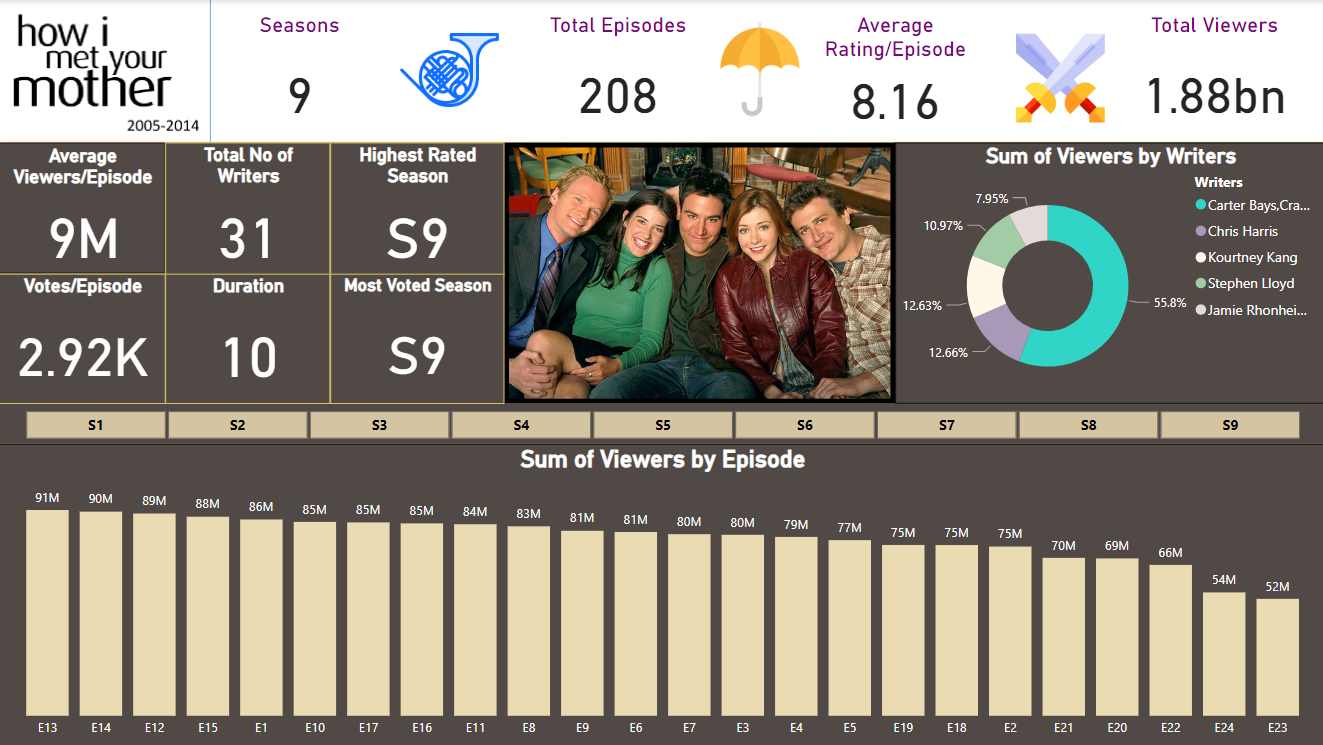 how i
met your
mother
2005-2014
Seasons
9
Total Episodes
208
Average
Rating/Episode
8.16
Total Viewers
1.88bn
Average
Viewers/Episode
9M
Total No of
Writers
31
Highest Rated
Season
S9
Votes/Episode
2.92K
Duration
10
Most Voted Season
S9
Sum of Viewers by Writers
7.95%
10.97%
12.63%
12.66%
55.8%
Writers
Carter Bays,Cra...
Chris Harris
Kourtney Kang
Stephen Lloyd
Jamie Rhonhei...
S1 S2 S3 S4 S5 S6 S7 S8 S9
Sum of Viewers by Episode
91M 90M 89M 88M 86M 85M 85M 85M 84M 83M 81M 81M 80M 80M 79M 77M 75M 75M 75M 70M 69M 66M 54M 52M
E13 E14 E12 E15 E1 E10 E17 E16 E11 E8 E9 E6 E7 E3 E4 E5 E19 E18 E2 E21 E20 E22 E24 E23